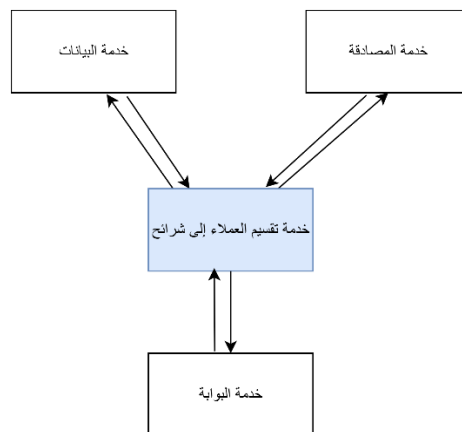 خدمة المصادقة
خدمة البيانات
خدمة تقسيم العملاء إلى شرائح
خدمة البوابة